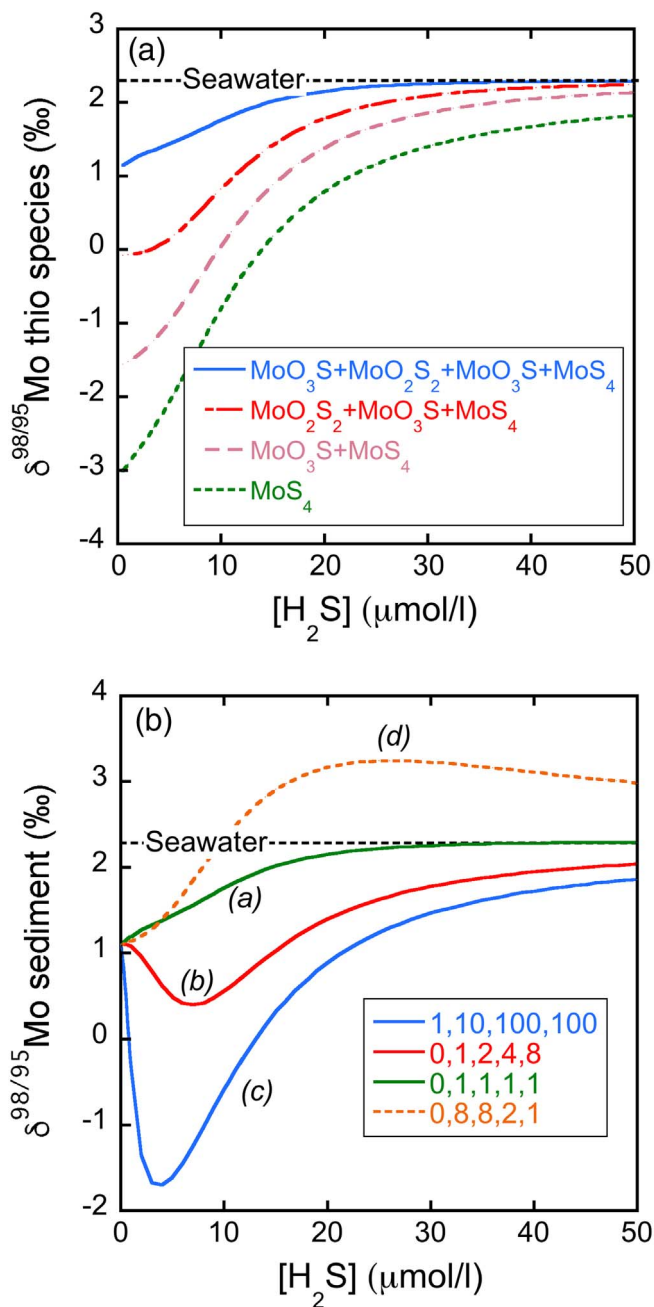 (a)
3
2
1
0
-1
-2
-3
-4
Seawater
δ98/95Mo thio species (‰)
MoO3S+MoO2S2+MoO3S+MoS4
MoO2S2+MoO3S+MoS4
MoO3S+MoS4
MoS4
0 10 20 30 40 50
[H2S] (μmol/l)
(b)
4
3
2
1
0
-1
-2
Seawater
δ98/95Mo sediment (‰)
(d)
(a)
(b)
(c)
1,10,100,100
0,1,2,4,8
0,1,1,1,1
0,8,8,2,1
0 10 20 30 40 50
[H2S] (μmol/l)